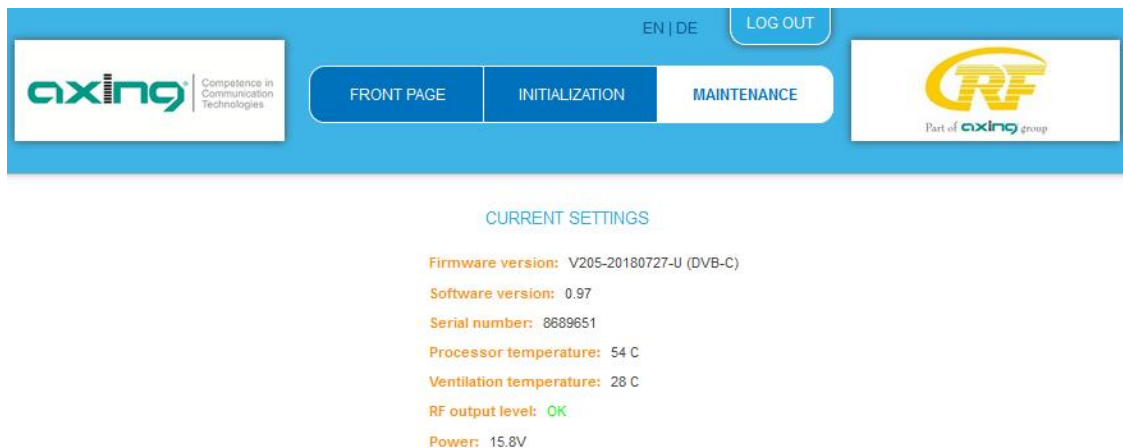 EN | DE
LOG OUT
axing
Competence in
Communication
Technologies
FRONT PAGE
INITIALIZATION
MAINTENANCE
RF
Part of axing group
CURRENT SETTINGS
Firmware version: V205-20180727-U (DVB-C)
Software version: 0.97
Serial number: 8689651
Processor temperature: 54 C
Ventilation temperature: 28 C
RF output level: OK
Power: 15.8V